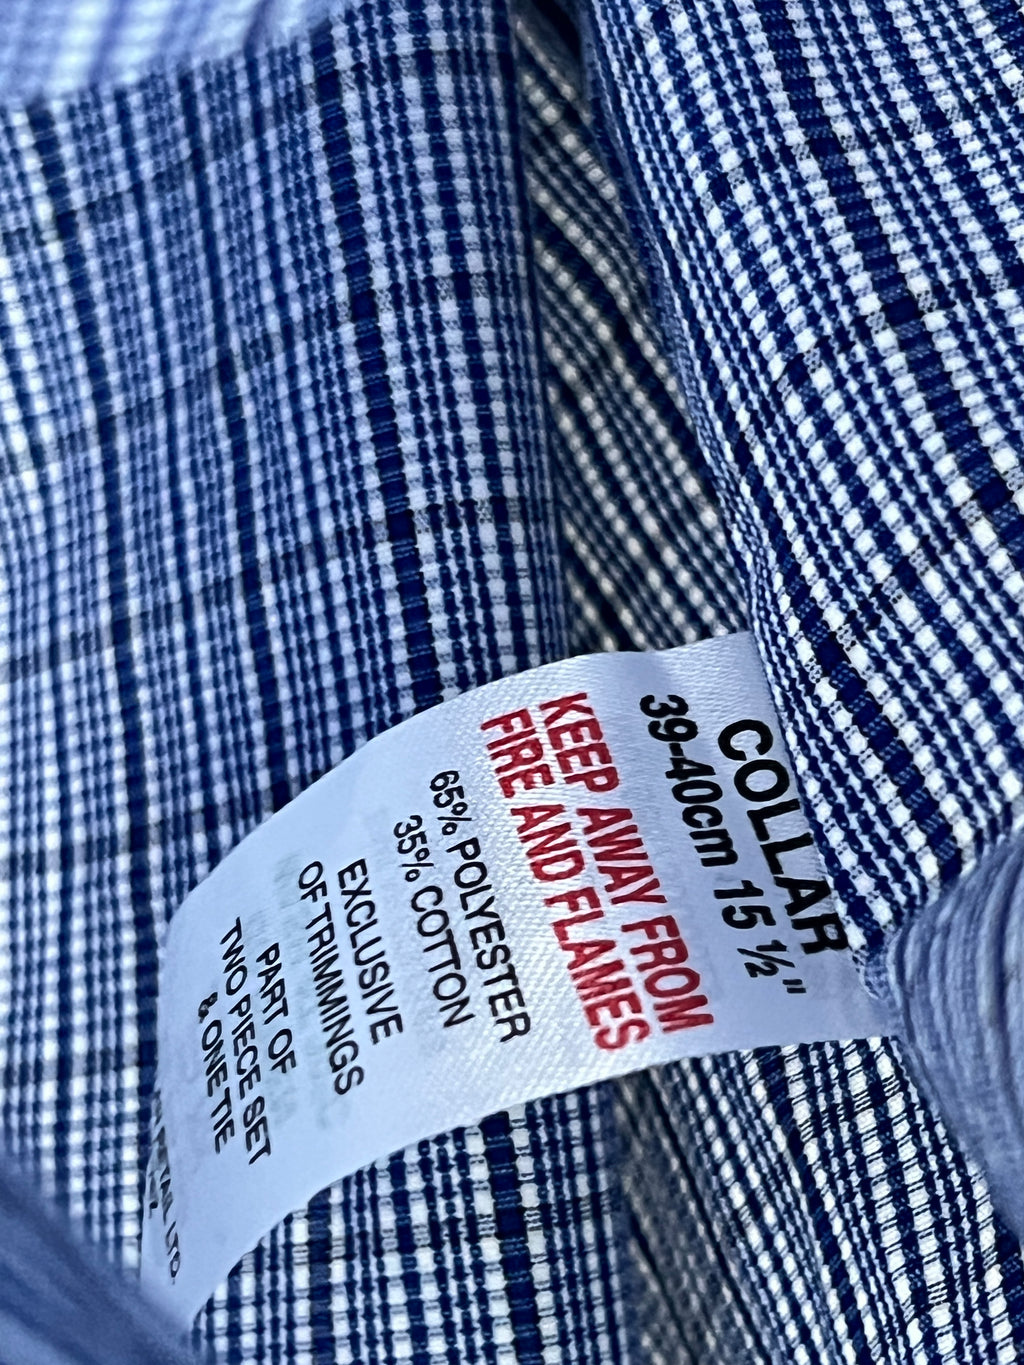 COLLAR
39-40cm 15 ½"
KEEP AWAY FROM
FIRE AND FLAMES
65% POLYESTER
35% COTTON
EXCLUSIVE
OF TRIMMINGS
PART OF
TWO PIECE SET
& ONE TIE
LTD.